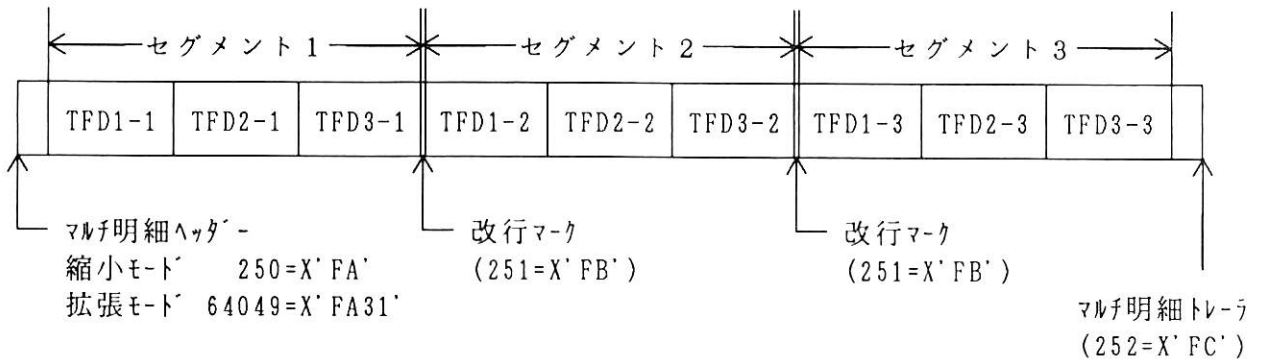 セグメント1
セグメント2
セグメント3
TFD1-1 TFD2-1 TFD3-1 TFD1-2 TFD2-2 TFD3-2 TFD1-3 TFD2-3 TFD3-3
ﾏﾙﾁ明細ﾍｯﾀﾞｰ
縮小ﾓｰﾄﾞ 250=X'FA'
拡張ﾓｰﾄﾞ 64049=X'FA31'
改行ﾏｰｸ
(251=X'FB')
改行ﾏｰｸ
(251=X'FB')
ﾏﾙﾁ明細ﾄﾚｰﾗ
(252=X'FC')